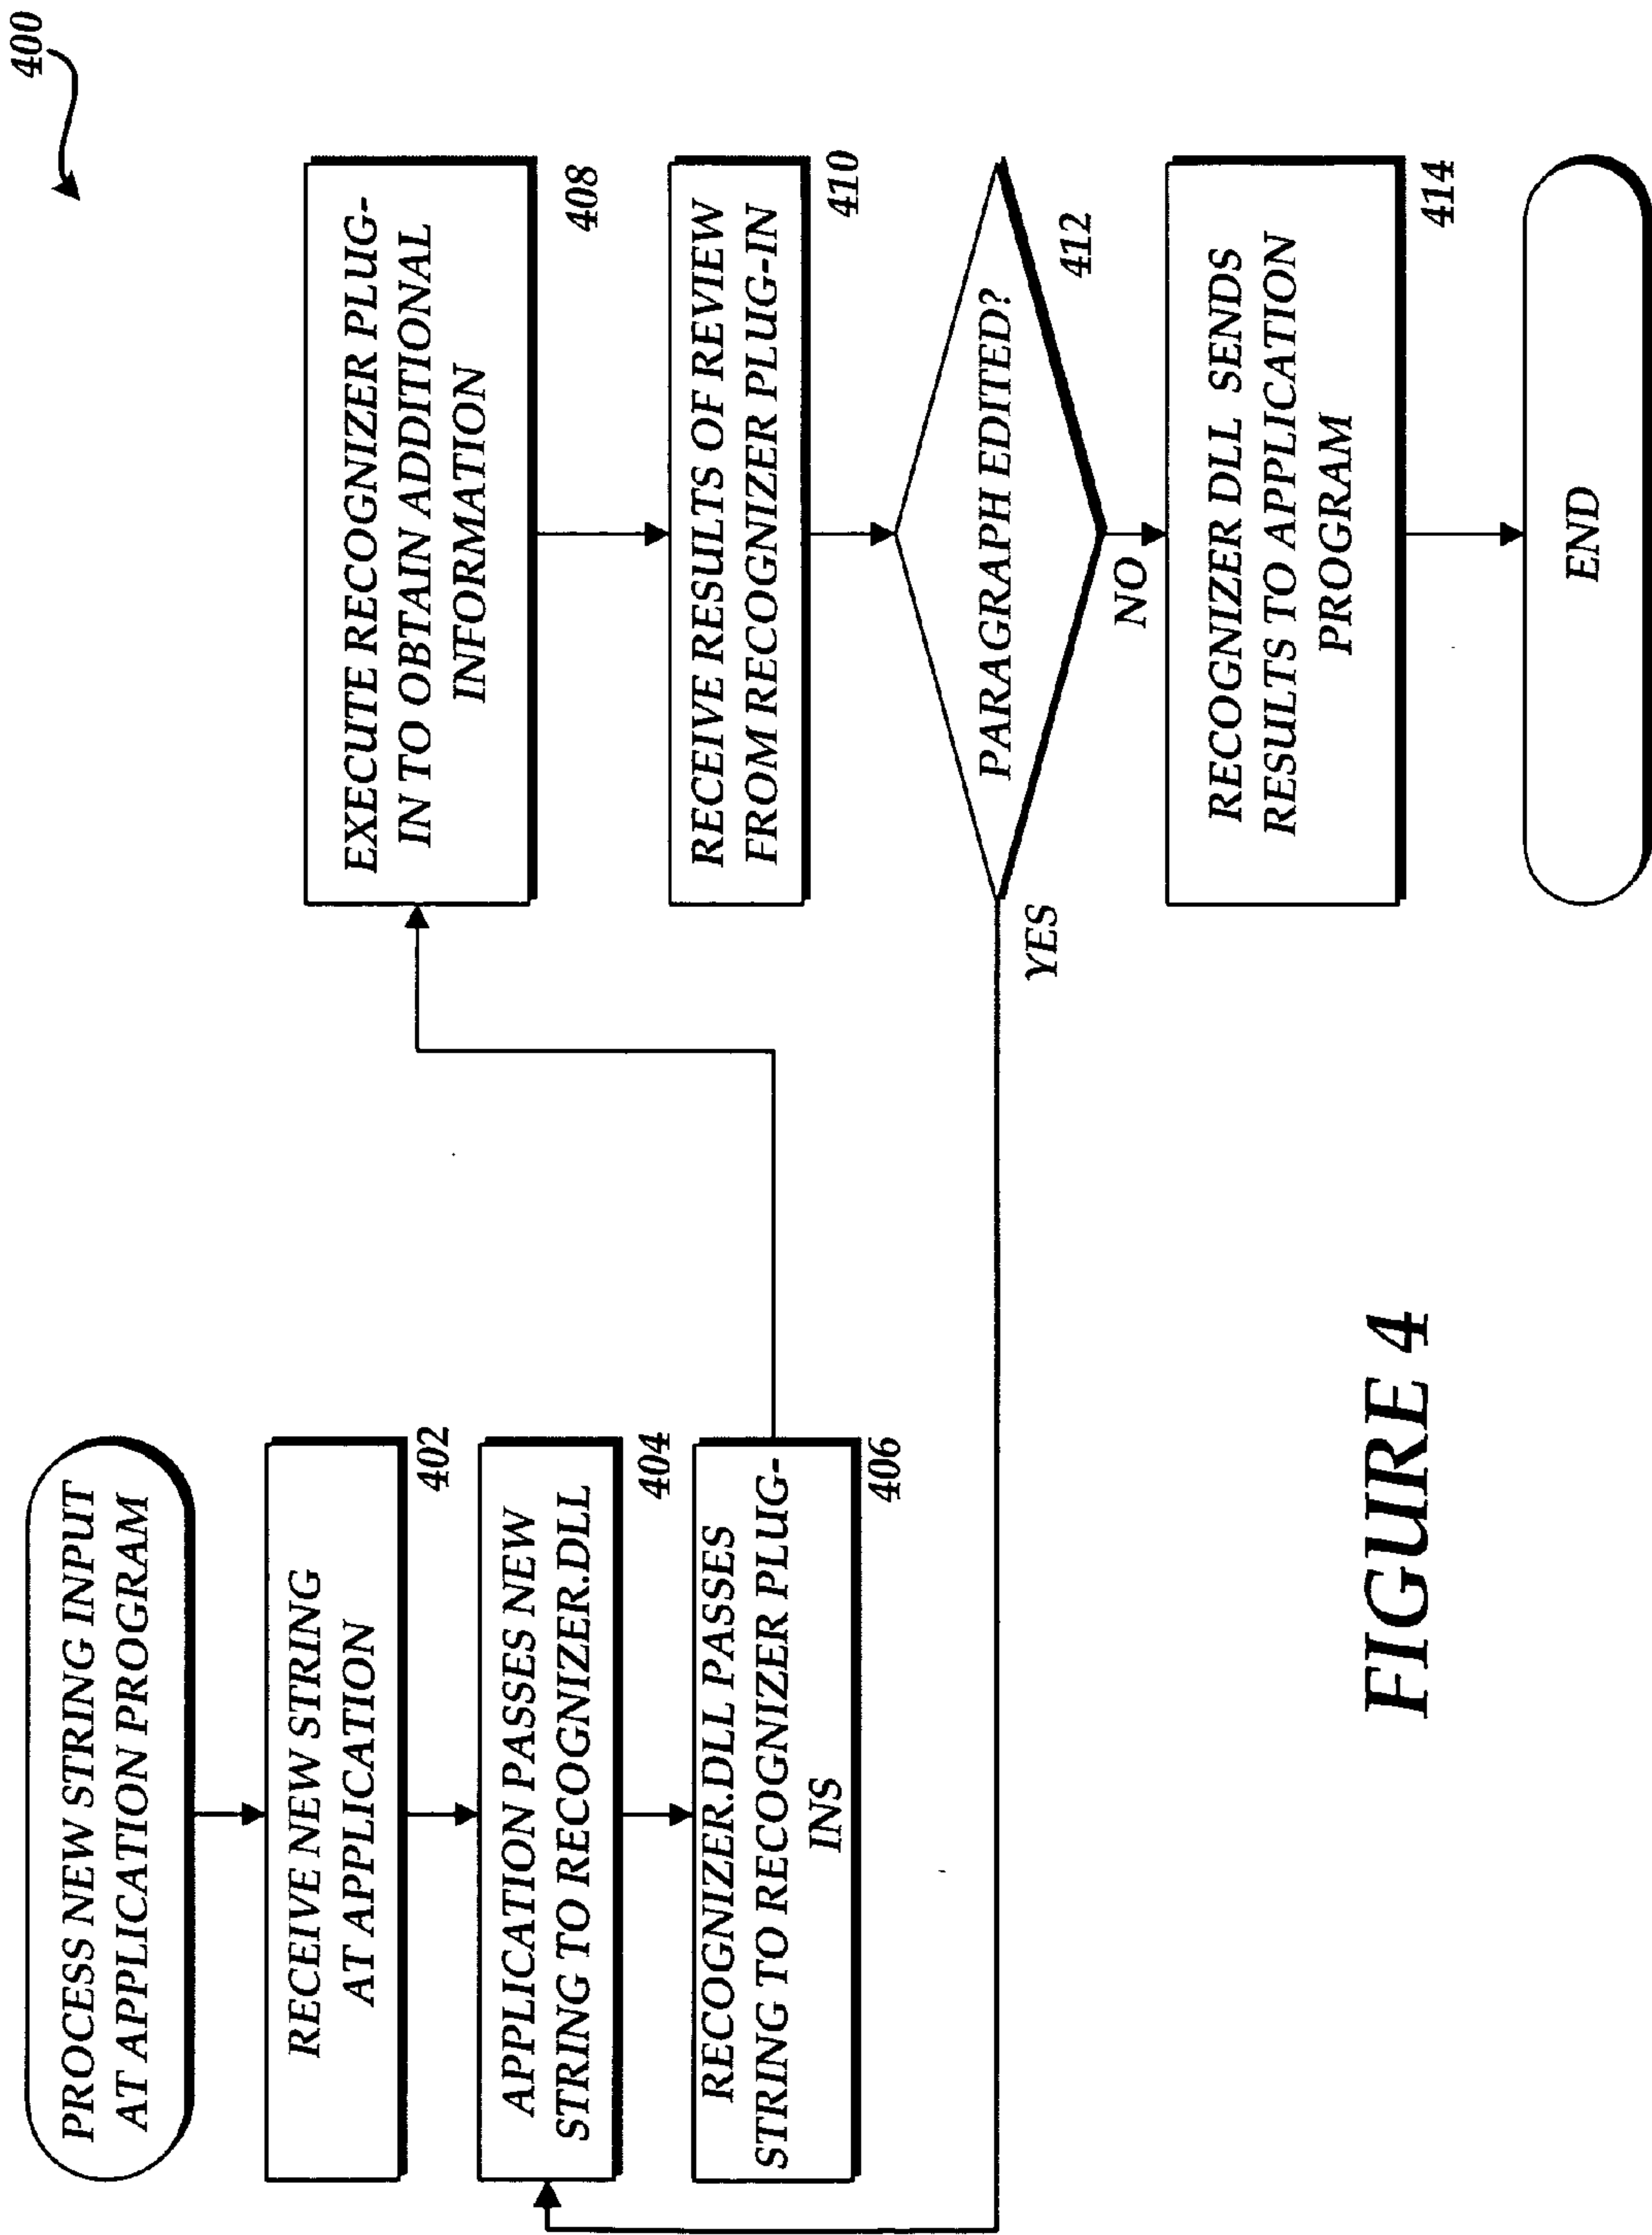 400
PROCESS NEW STRING INPUT
AT APPLICATION PROGRAM
RECEIVE NEW STRING
AT APPLICATION
402
APPLICATION PASSES NEW
STRING TO RECOGNIZER.DLL
404
RECOGNIZER.DLL PASSES
STRING TO RECOGNIZER PLUG-
INS
406
EXECUTE RECOGNIZER PLUG-
IN TO OBTAIN ADDITIONAL
INFORMATION
408
RECEIVE RESULTS OF REVIEW
FROM RECOGNIZER PLUG-IN
410
PARAGRAPH EDITED?
412
YES
NO
RECOGNIZER DLL SENDS
RESULTS TO APPLICATION
PROGRAM
414
END
FIGURE 4